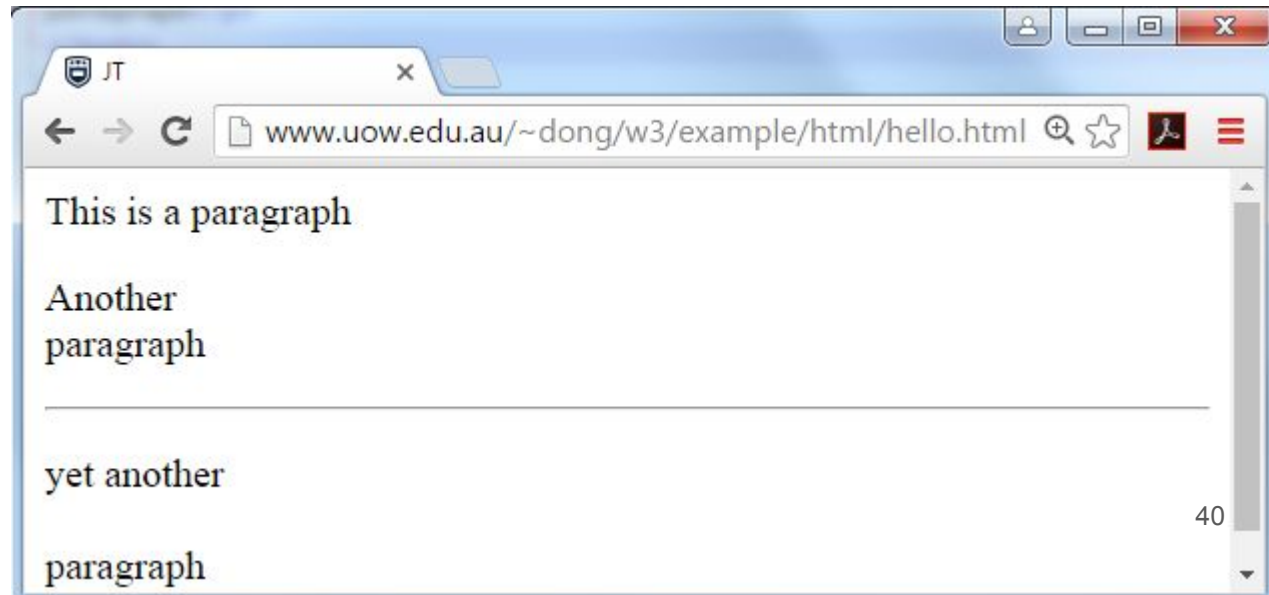 JT
www.uow.edu.au/~dong/w3/example/html/hello.html
This is a paragraph
Another
paragraph
yet another
40
paragraph